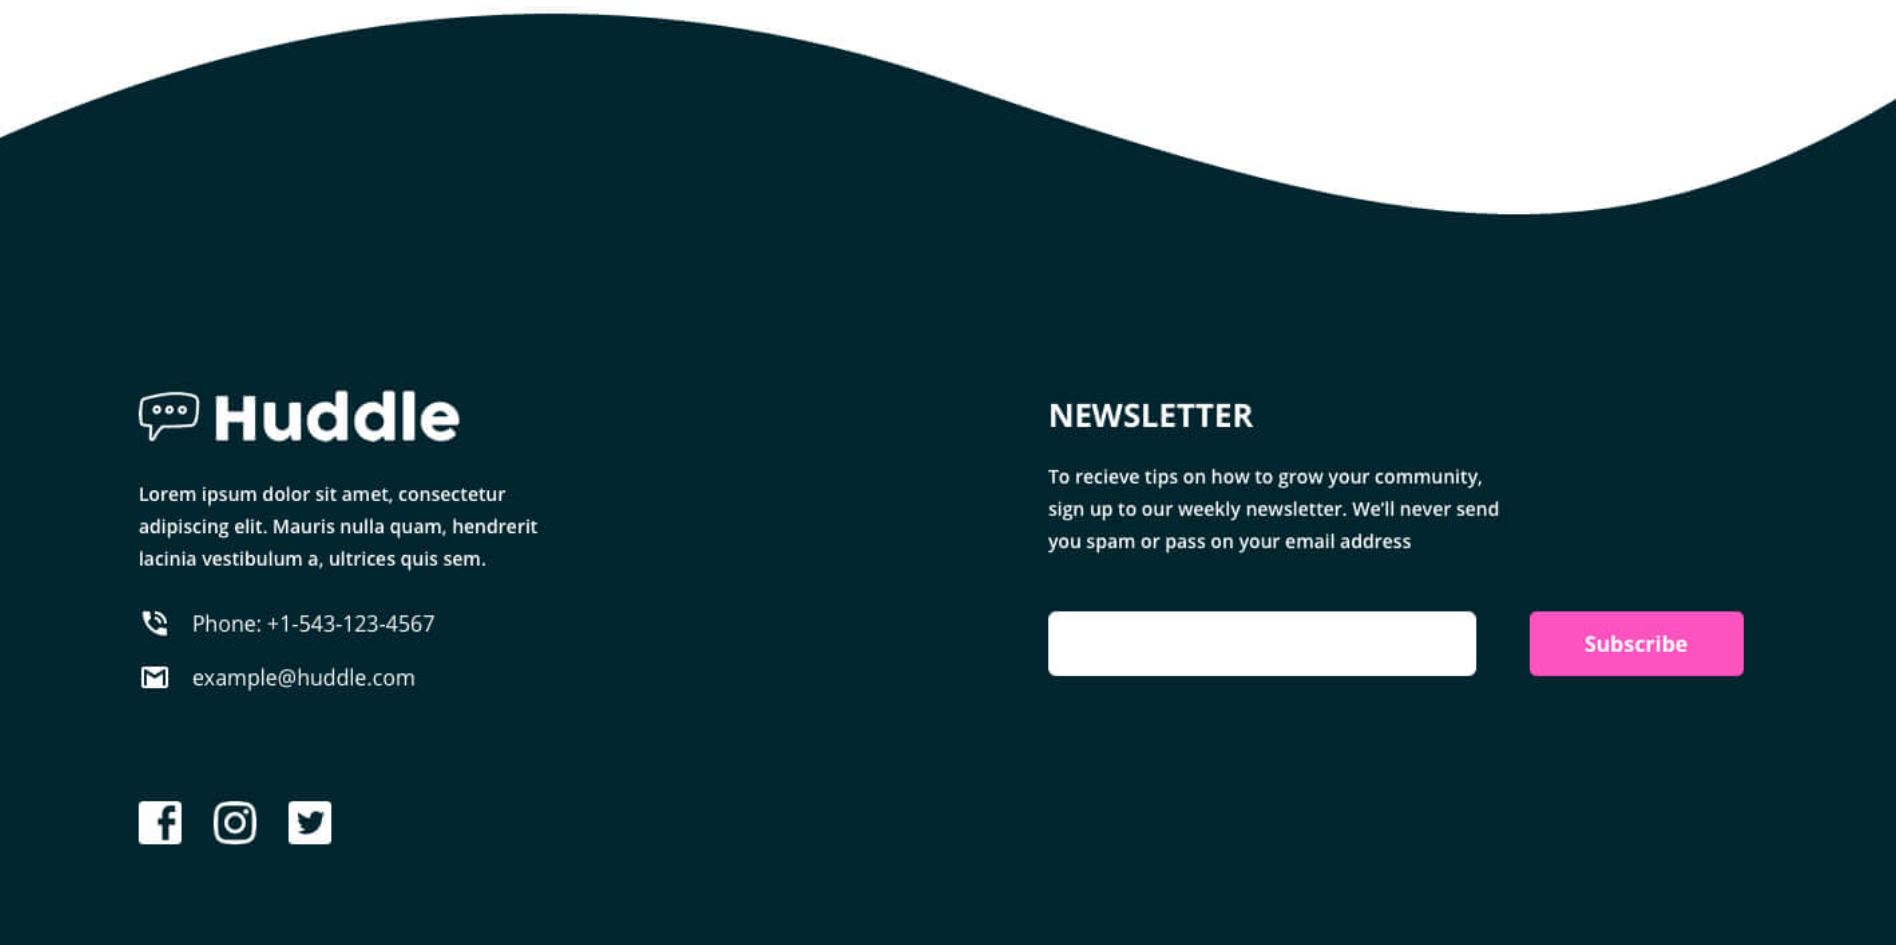 Huddle
Lorem ipsum dolor sit amet, consectetur
adipiscing elit. Mauris nulla quam, hendrerit
lacinia vestibulum a, ultrices quis sem.
Phone: +1-543-123-4567
example@huddle.com
NEWSLETTER
To recieve tips on how to grow your community,
sign up to our weekly newsletter. We'll never send
you spam or pass on your email address
Subscribe